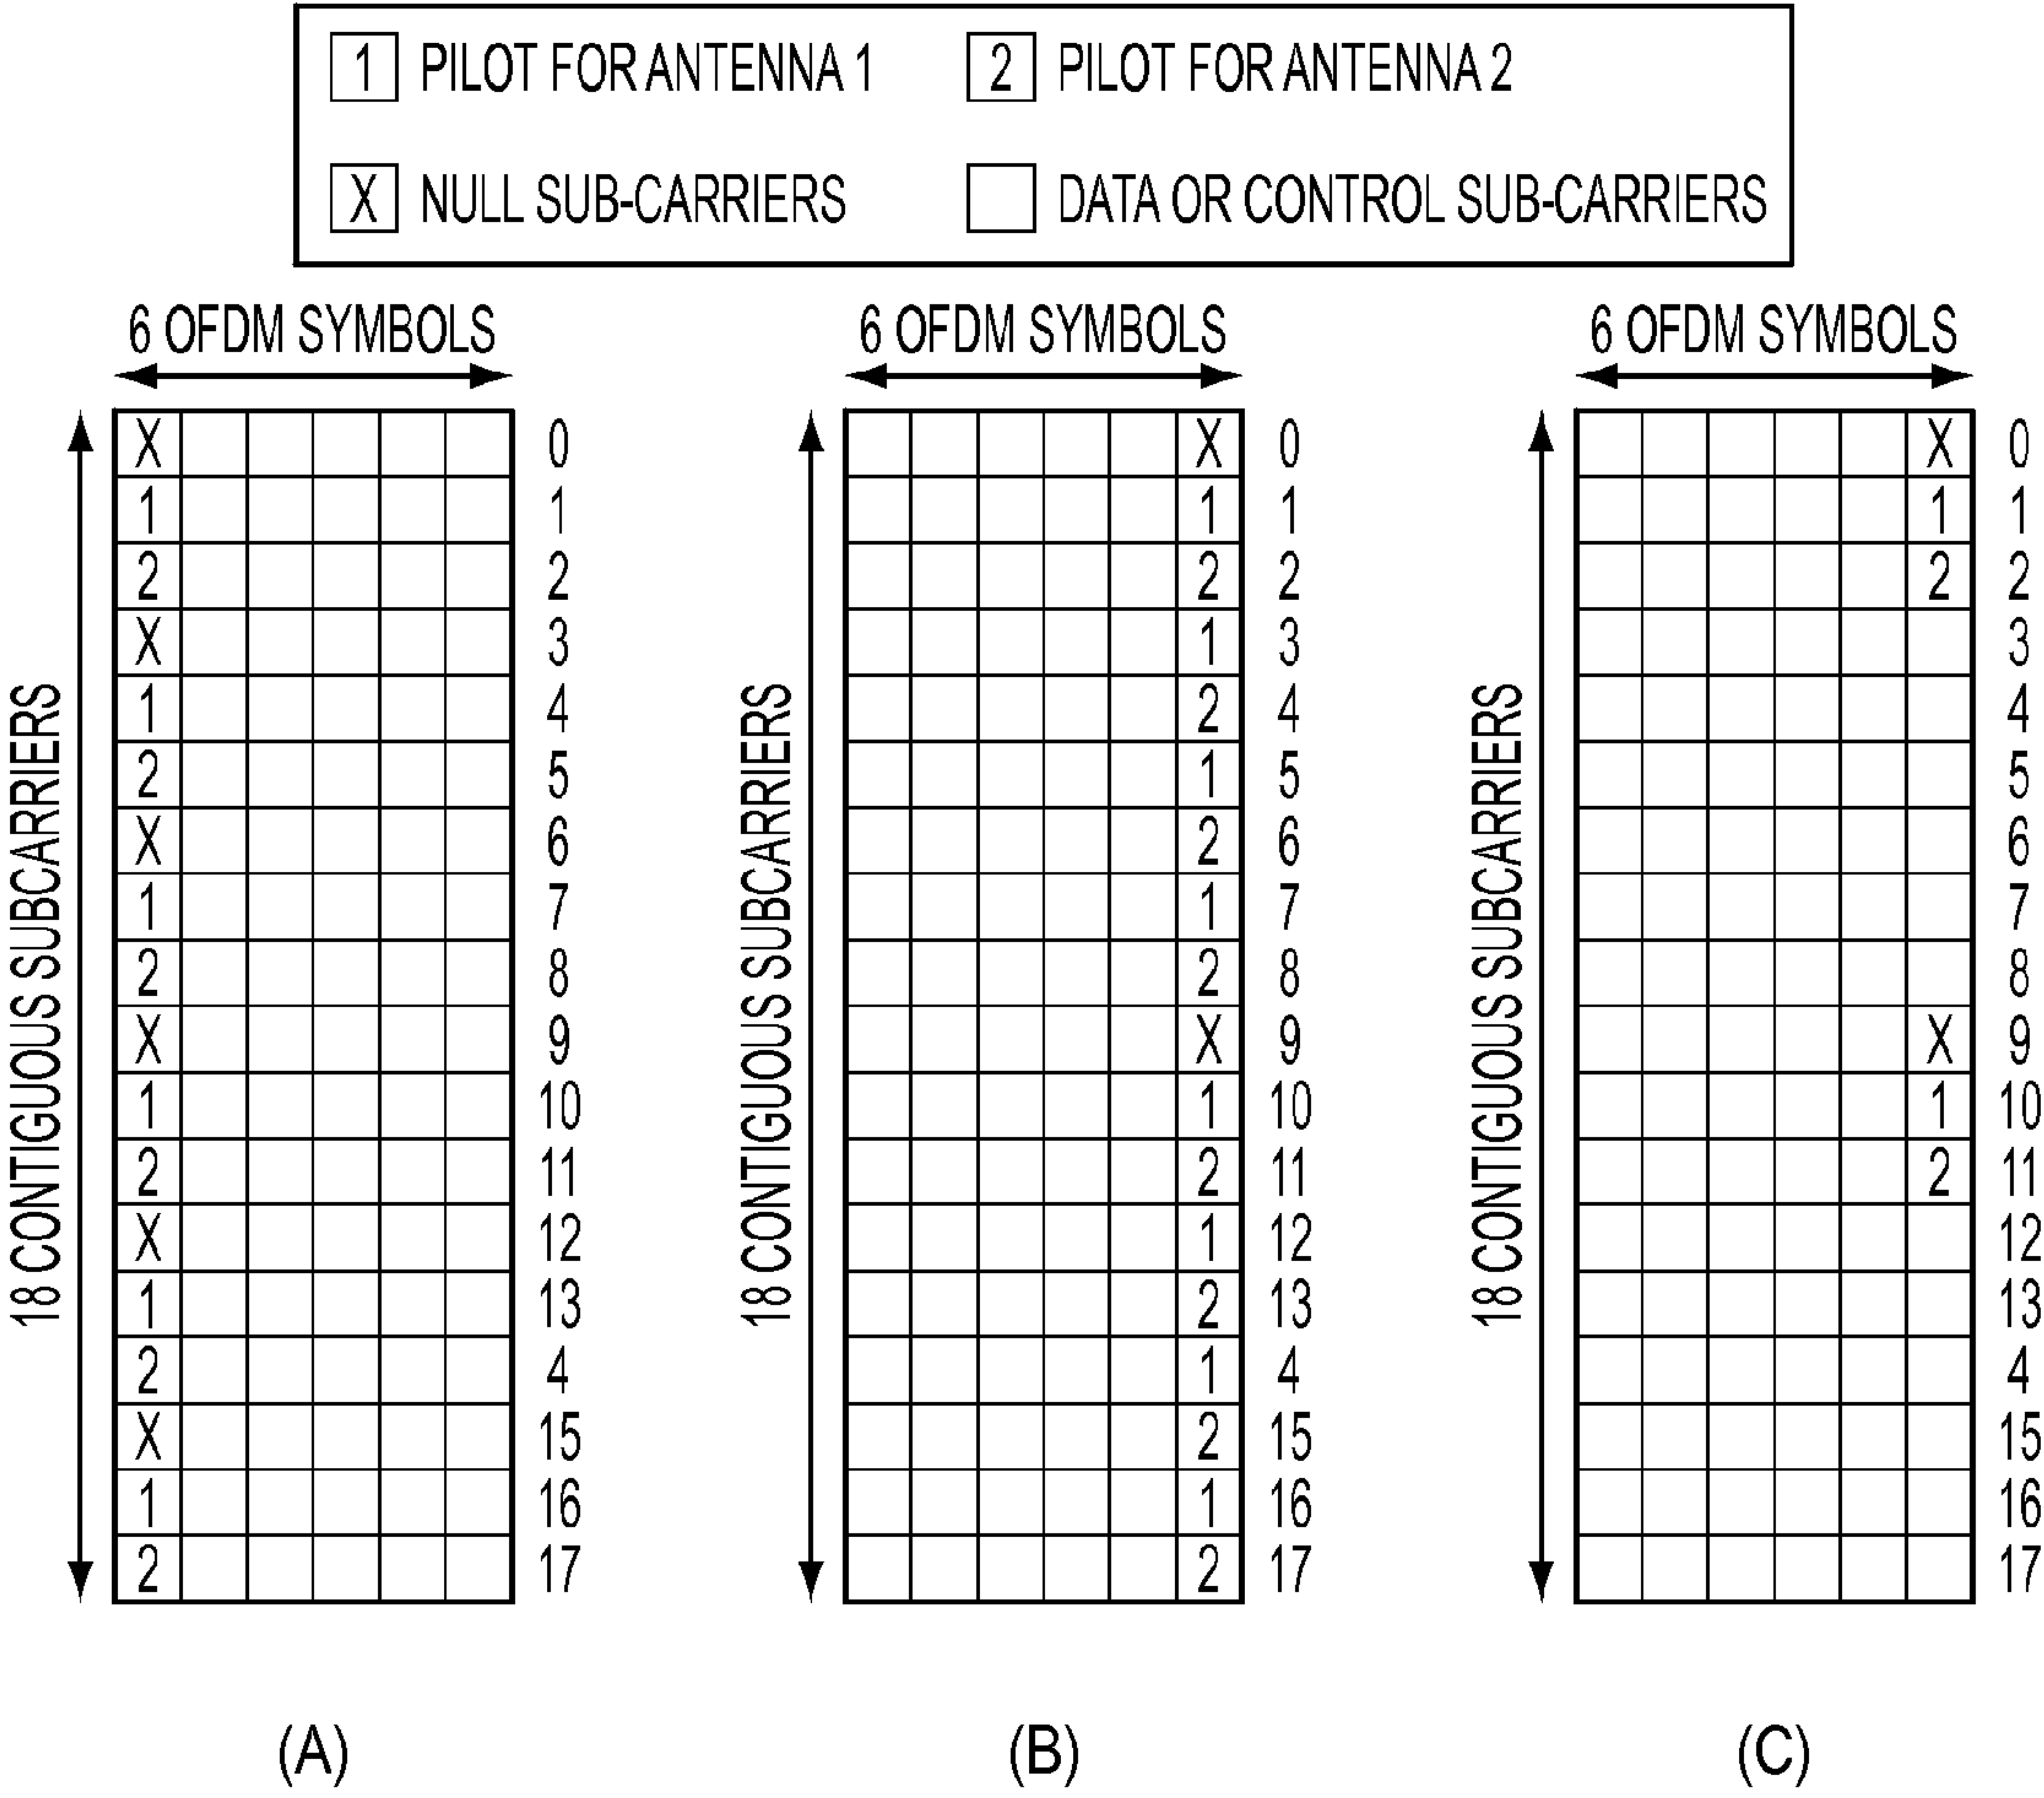 1 PILOT FOR ANTENNA 1 2 PILOT FOR ANTENNA 2
X NULL SUB-CARRIERS DATA OR CONTROL SUB-CARRIERS
6 OFDM SYMBOLS 6 OFDM SYMBOLS 6 OFDM SYMBOLS
18 CONTIGUOUS SUBCARRIERS 18 CONTIGUOUS SUBCARRIERS 18 CONTIGUOUS SUBCARRIERS
X 0 X 0 X 0
1 1 1 1 1 1
2 2 2 2 2 2
X 3 1 3 3
1 4 2 4 4
2 5 1 5 5
X 6 2 6 6
1 7 1 7 7
2 8 2 8 8
X 9 X 9 X 9
1 10 1 10 1 10
2 11 2 11 2 11
X 12 1 12 12
1 13 2 13 13
2 4 1 4 4
X 15 2 15 15
1 16 1 16 16
2 17 2 17 17
(A) (B) (C)